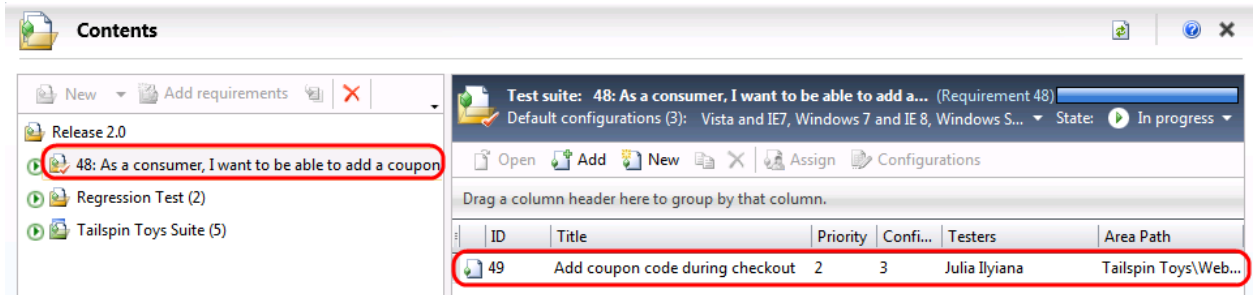 Contents
New Add requirements
Release 2.0
48: As a consumer, I want to be able to add a coupon
Regression Test (2)
Tailspin Toys Suite (5)
Test suite: 48: As a consumer, I want to be able to add a... (Requirement 48)
Default configurations (3): Vista and IE7, Windows 7 and IE 8, Windows S... State: In progress
Open Add New Assign Configurations
Drag a column header here to group by that column.
ID Title Priority Confi... Testers Area Path
49 Add coupon code during checkout 2 3 Julia Ilyiana Tailspin Toys\Web...